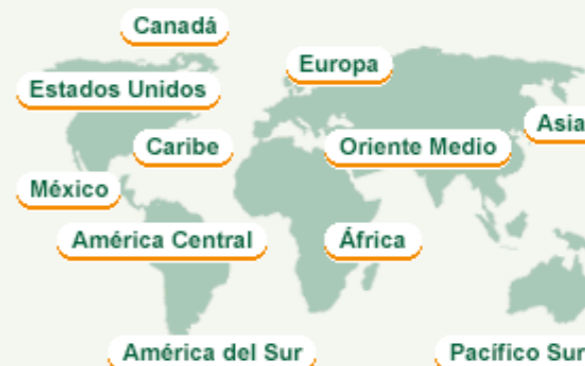 Canadá
Europa
Estados Unidos
Asia
Caribe
Oriente Medio
México
América Central
África
América del Sur
Pacífico Sur